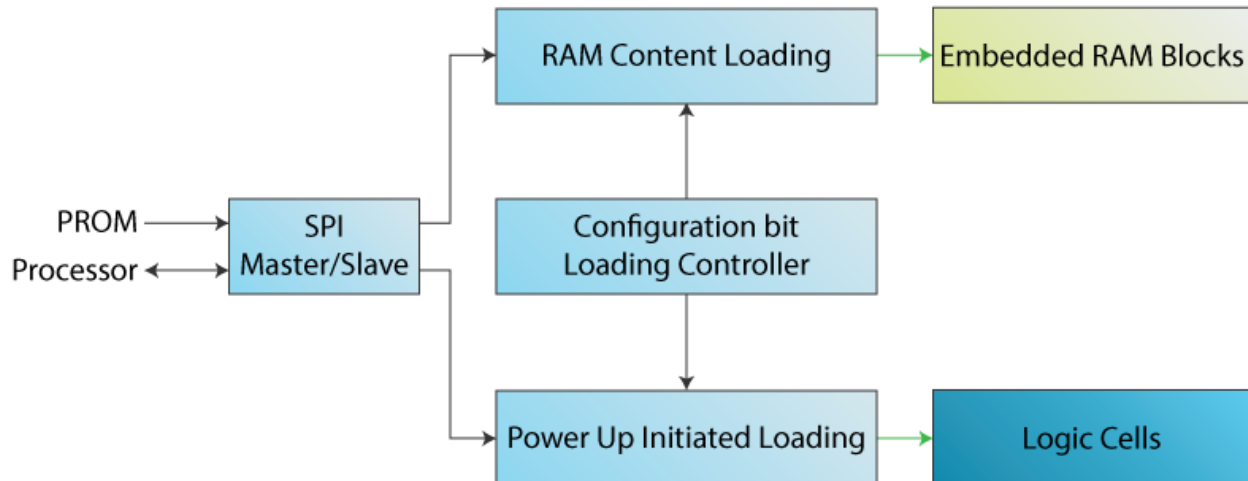 RAM Content Loading
Embedded RAM Blocks
PROM
Processor
SPI
Master/Slave
Configuration bit
Loading Controller
Power Up Initiated Loading
Logic Cells